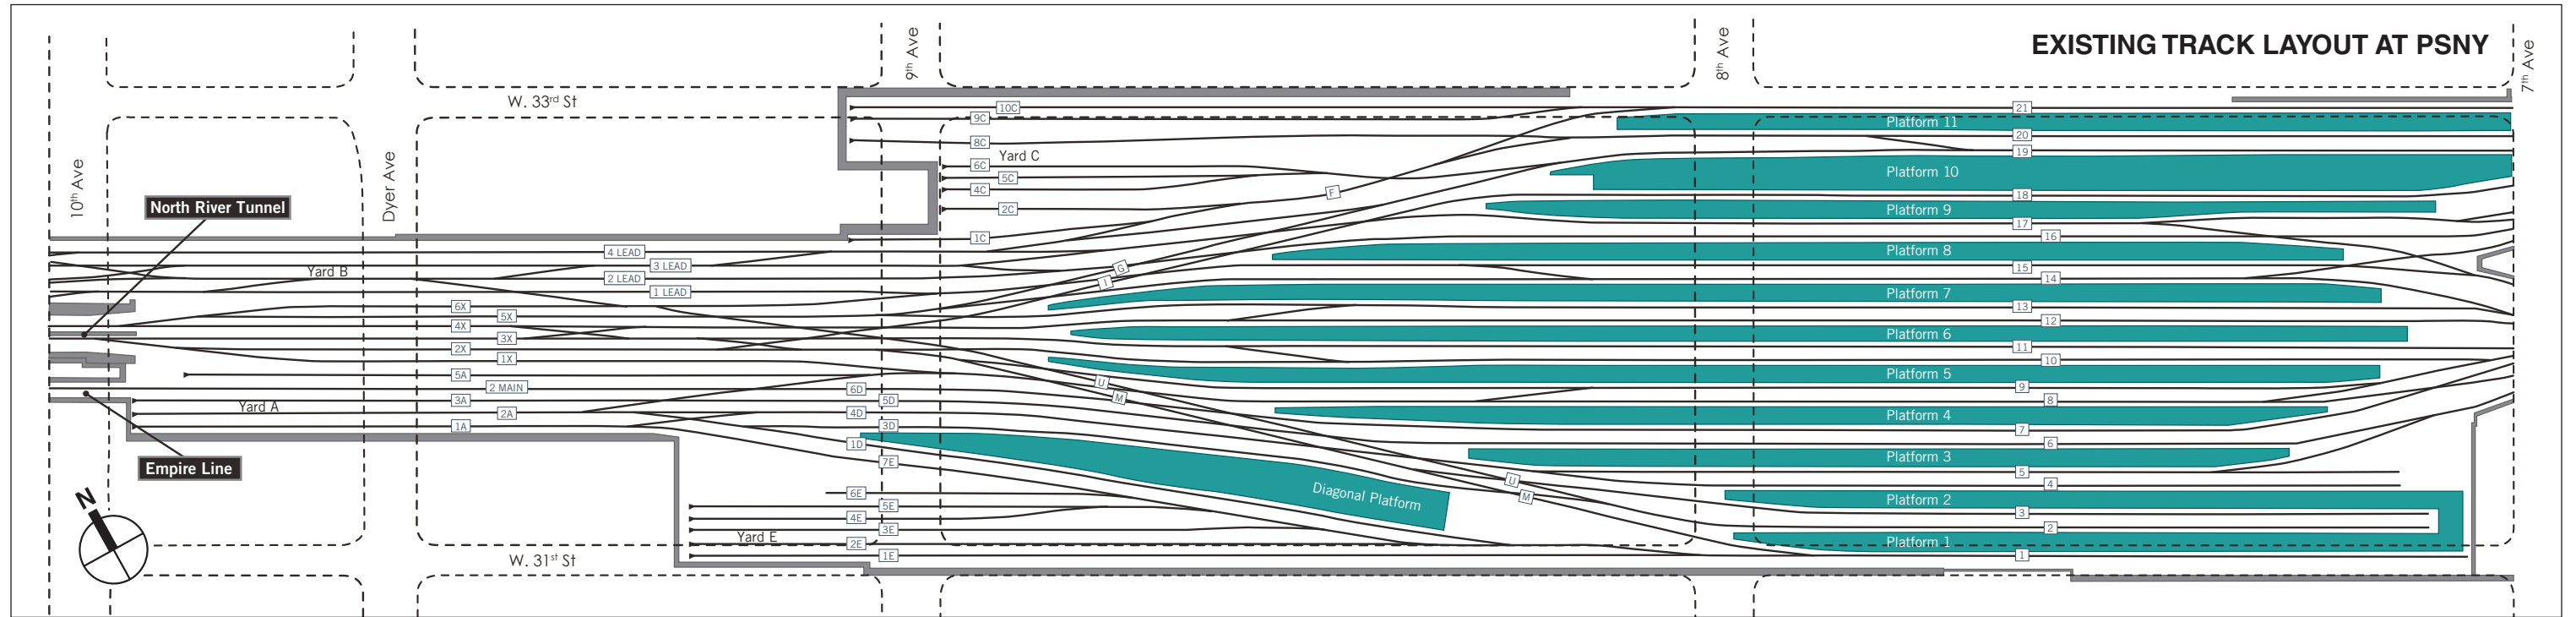 EXISTING TRACK LAYOUT AT PSNY
9th Ave
8th Ave
7th Ave
W. 33rd St
10th Ave
Dyer Ave
North River Tunnel
Yard B
Yard C
10C
9C
8C
6C
5C
4C
2C
1C
F
G
I
4 LEAD
3 LEAD
2 LEAD
1 LEAD
6X
5X
4X
3X
2X
1X
5A
2 MAIN
3A
2A
1A
Yard A
Empire Line
N
6D
5D
4D
3D
1D
7E
6E
5E
4E
3E
2E
1E
Yard E
W. 31st St
U
M
U
M
Diagonal Platform
21
Platform 11
20
19
Platform 10
18
Platform 9
17
16
Platform 8
15
14
Platform 7
13
12
Platform 6
11
10
Platform 5
9
8
Platform 4
7
6
Platform 3
5
4
Platform 2
3
2
Platform 1
1